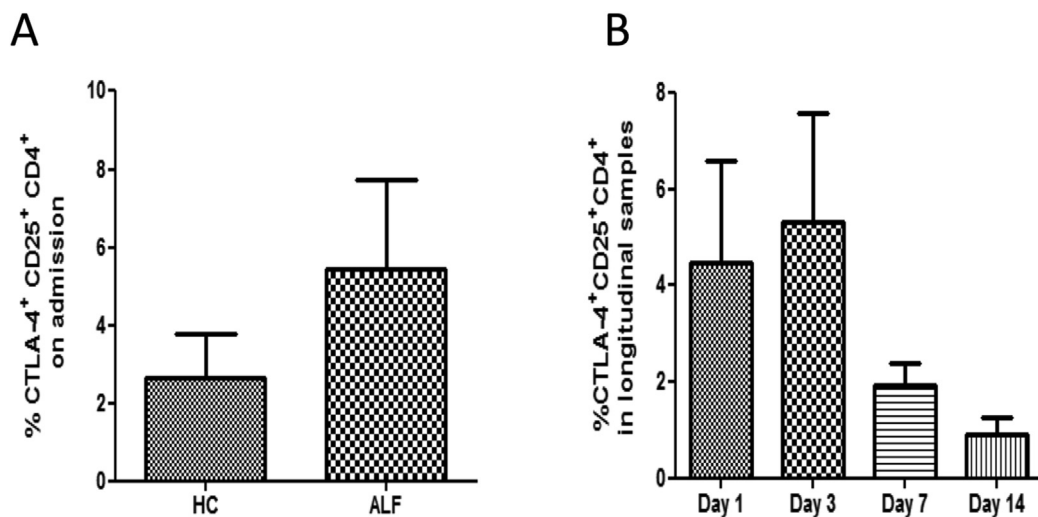 A
% CTLA-4⁺ CD25⁺ CD4⁺
on admission
10
8
6
4
2
0
HC
ALF
B
%CTLA-4⁺CD25⁺CD4⁺
in longitudinal samples
8
6
4
2
0
Day 1
Day 3
Day 7
Day 14